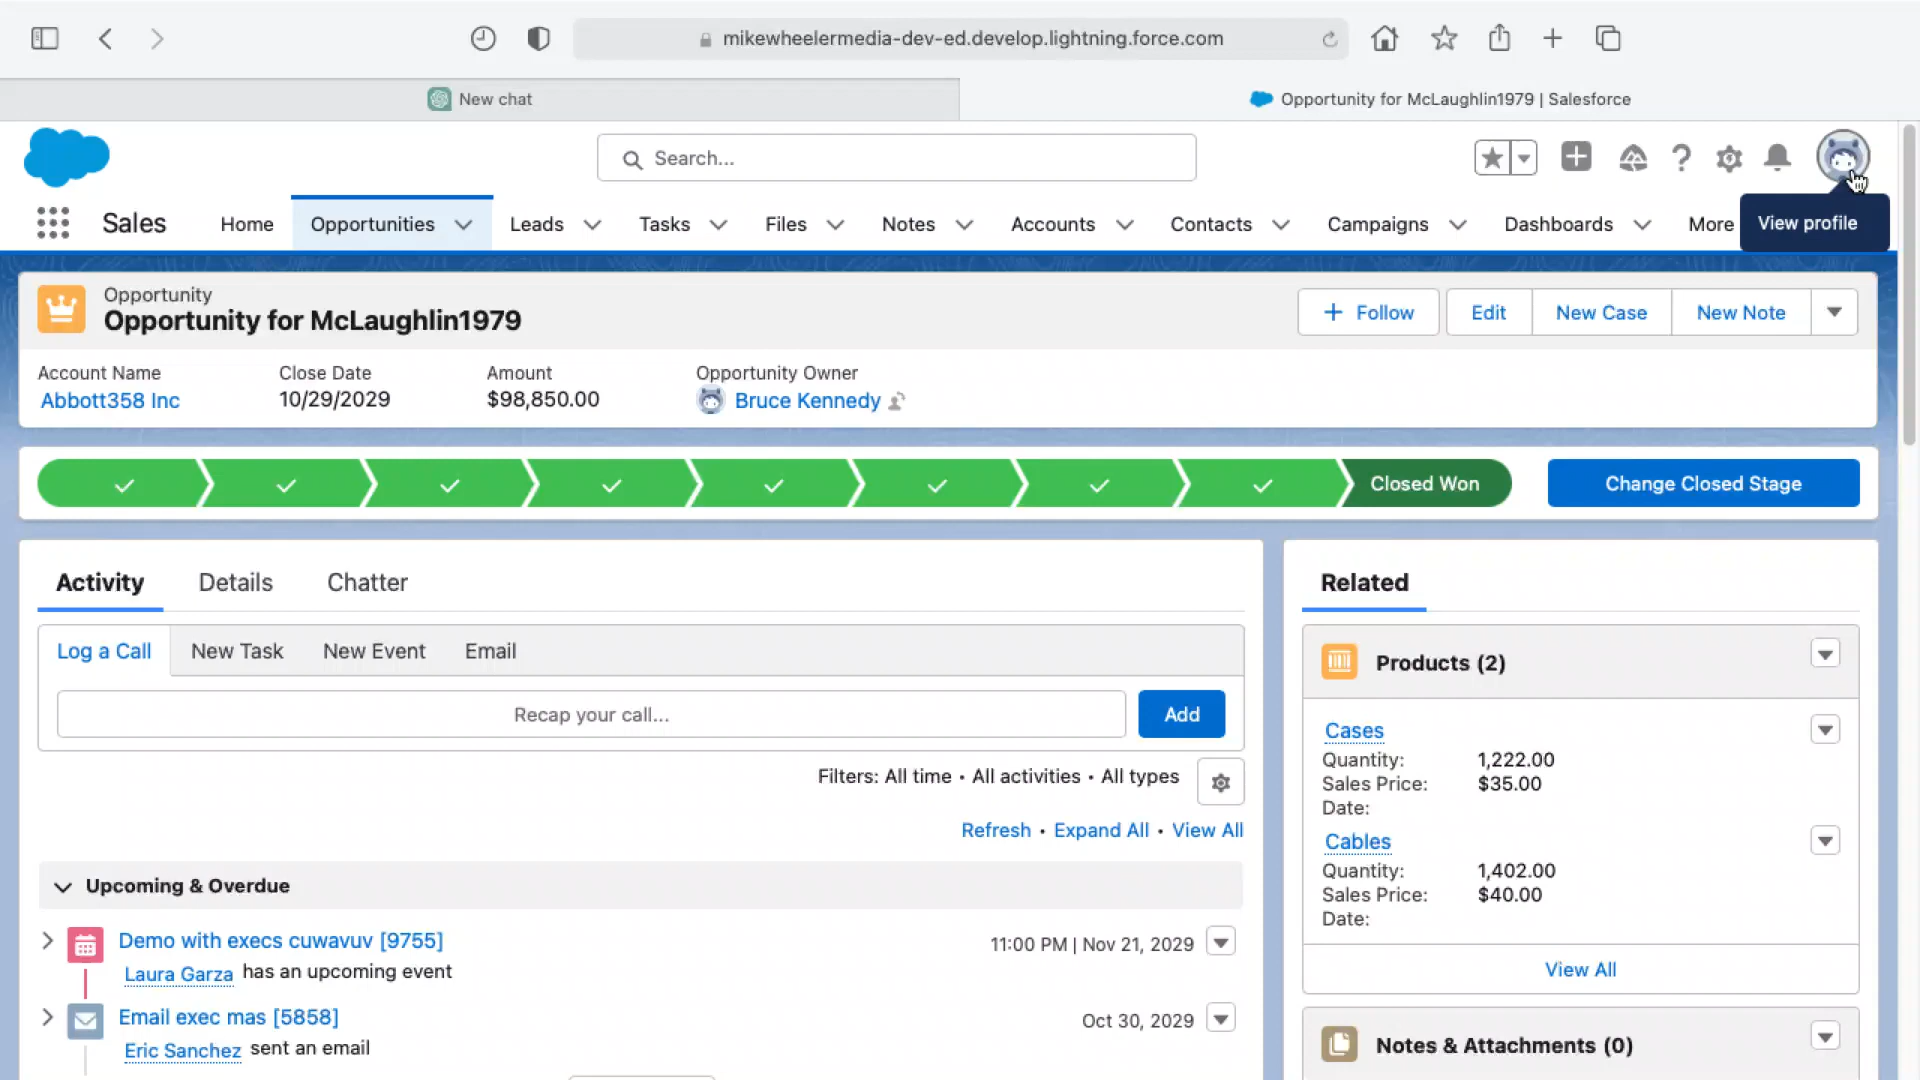 mikewheelermedia-dev-ed.develop.lightning.force.com
New chat
Opportunity for McLaughlin1979 | Salesforce
Search...
View profile
Sales
Home
Opportunities
Leads
Tasks
Files
Notes
Accounts
Contacts
Campaigns
Dashboards
More
Opportunity
Opportunity for McLaughlin1979
+ Follow
Edit
New Case
New Note
Account Name
Abbott358 Inc
Close Date
10/29/2029
Amount
$98,850.00
Opportunity Owner
Bruce Kennedy
Closed Won
Change Closed Stage
Activity
Details
Chatter
Log a Call
New Task
New Event
Email
Recap your call...
Add
Filters: All time • All activities • All types
Refresh • Expand All • View All
Upcoming & Overdue
Demo with execs cuwavuv [9755]
11:00 PM | Nov 21, 2029
Laura Garza has an upcoming event
Email exec mas [5858]
Oct 30, 2029
Eric Sanchez sent an email
Related
Products (2)
Cases
Quantity: 1,222.00
Sales Price: $35.00
Date:
Cables
Quantity: 1,402.00
Sales Price: $40.00
Date:
View All
Notes & Attachments (0)